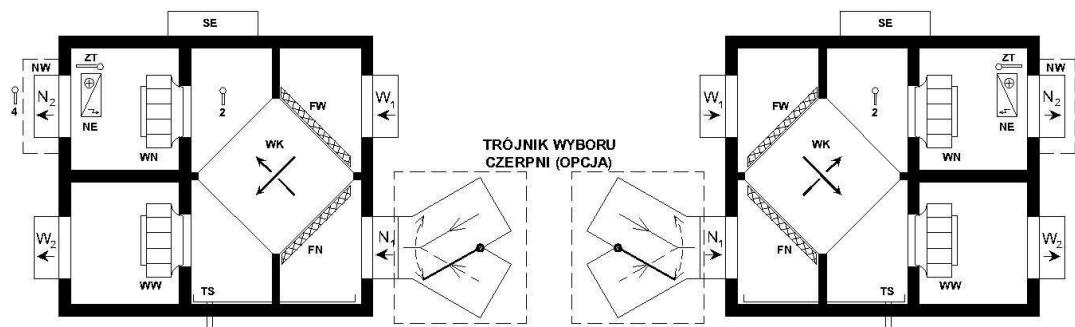 SE
SE
ZT
NW
N₂
4
NE
WN
2
FW
WK
W₁
TRÓJNIK WYBORU
CZERPNI (OPCJA)
W₂
WW
FN
N₁
TS
W₁
FW
WK
2
WN
ZT
NW
N₂
NE
4
N₁
FN
WW
W₂
TS